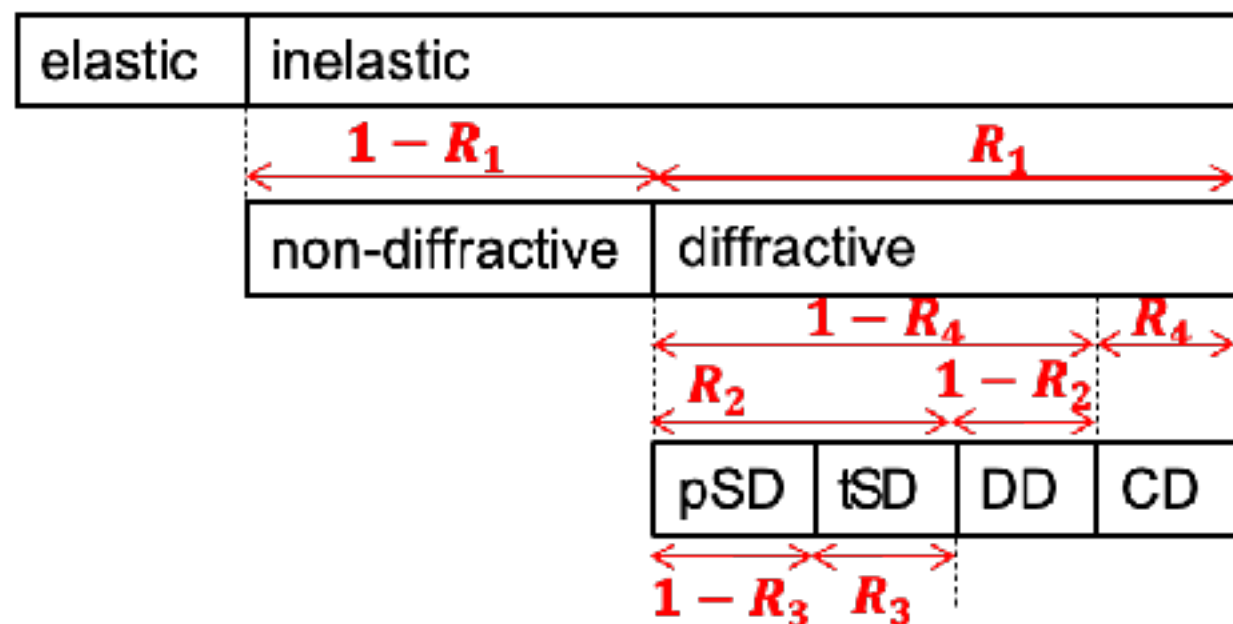 elastic inelastic
1 − R₁ R₁
non-diffractive diffractive
1 − R₄ R₄
R₂ 1 − R₂
pSD tSD DD CD
1 − R₃ R₃